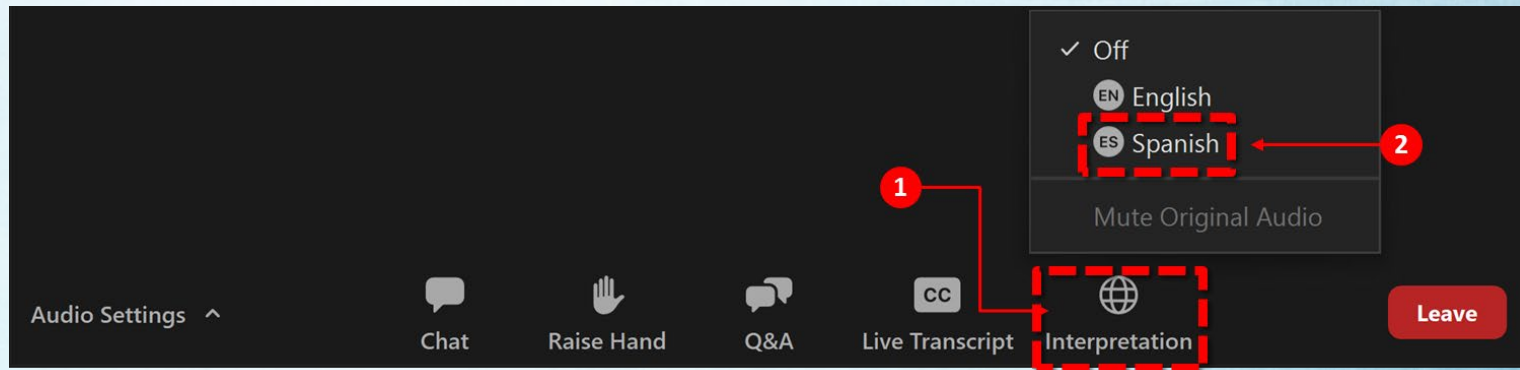 Off
EN English
ES Spanish
2
1
Mute Original Audio
CC
Audio Settings
Chat
Raise Hand
Q&A
Live Transcript
Interpretation
Leave